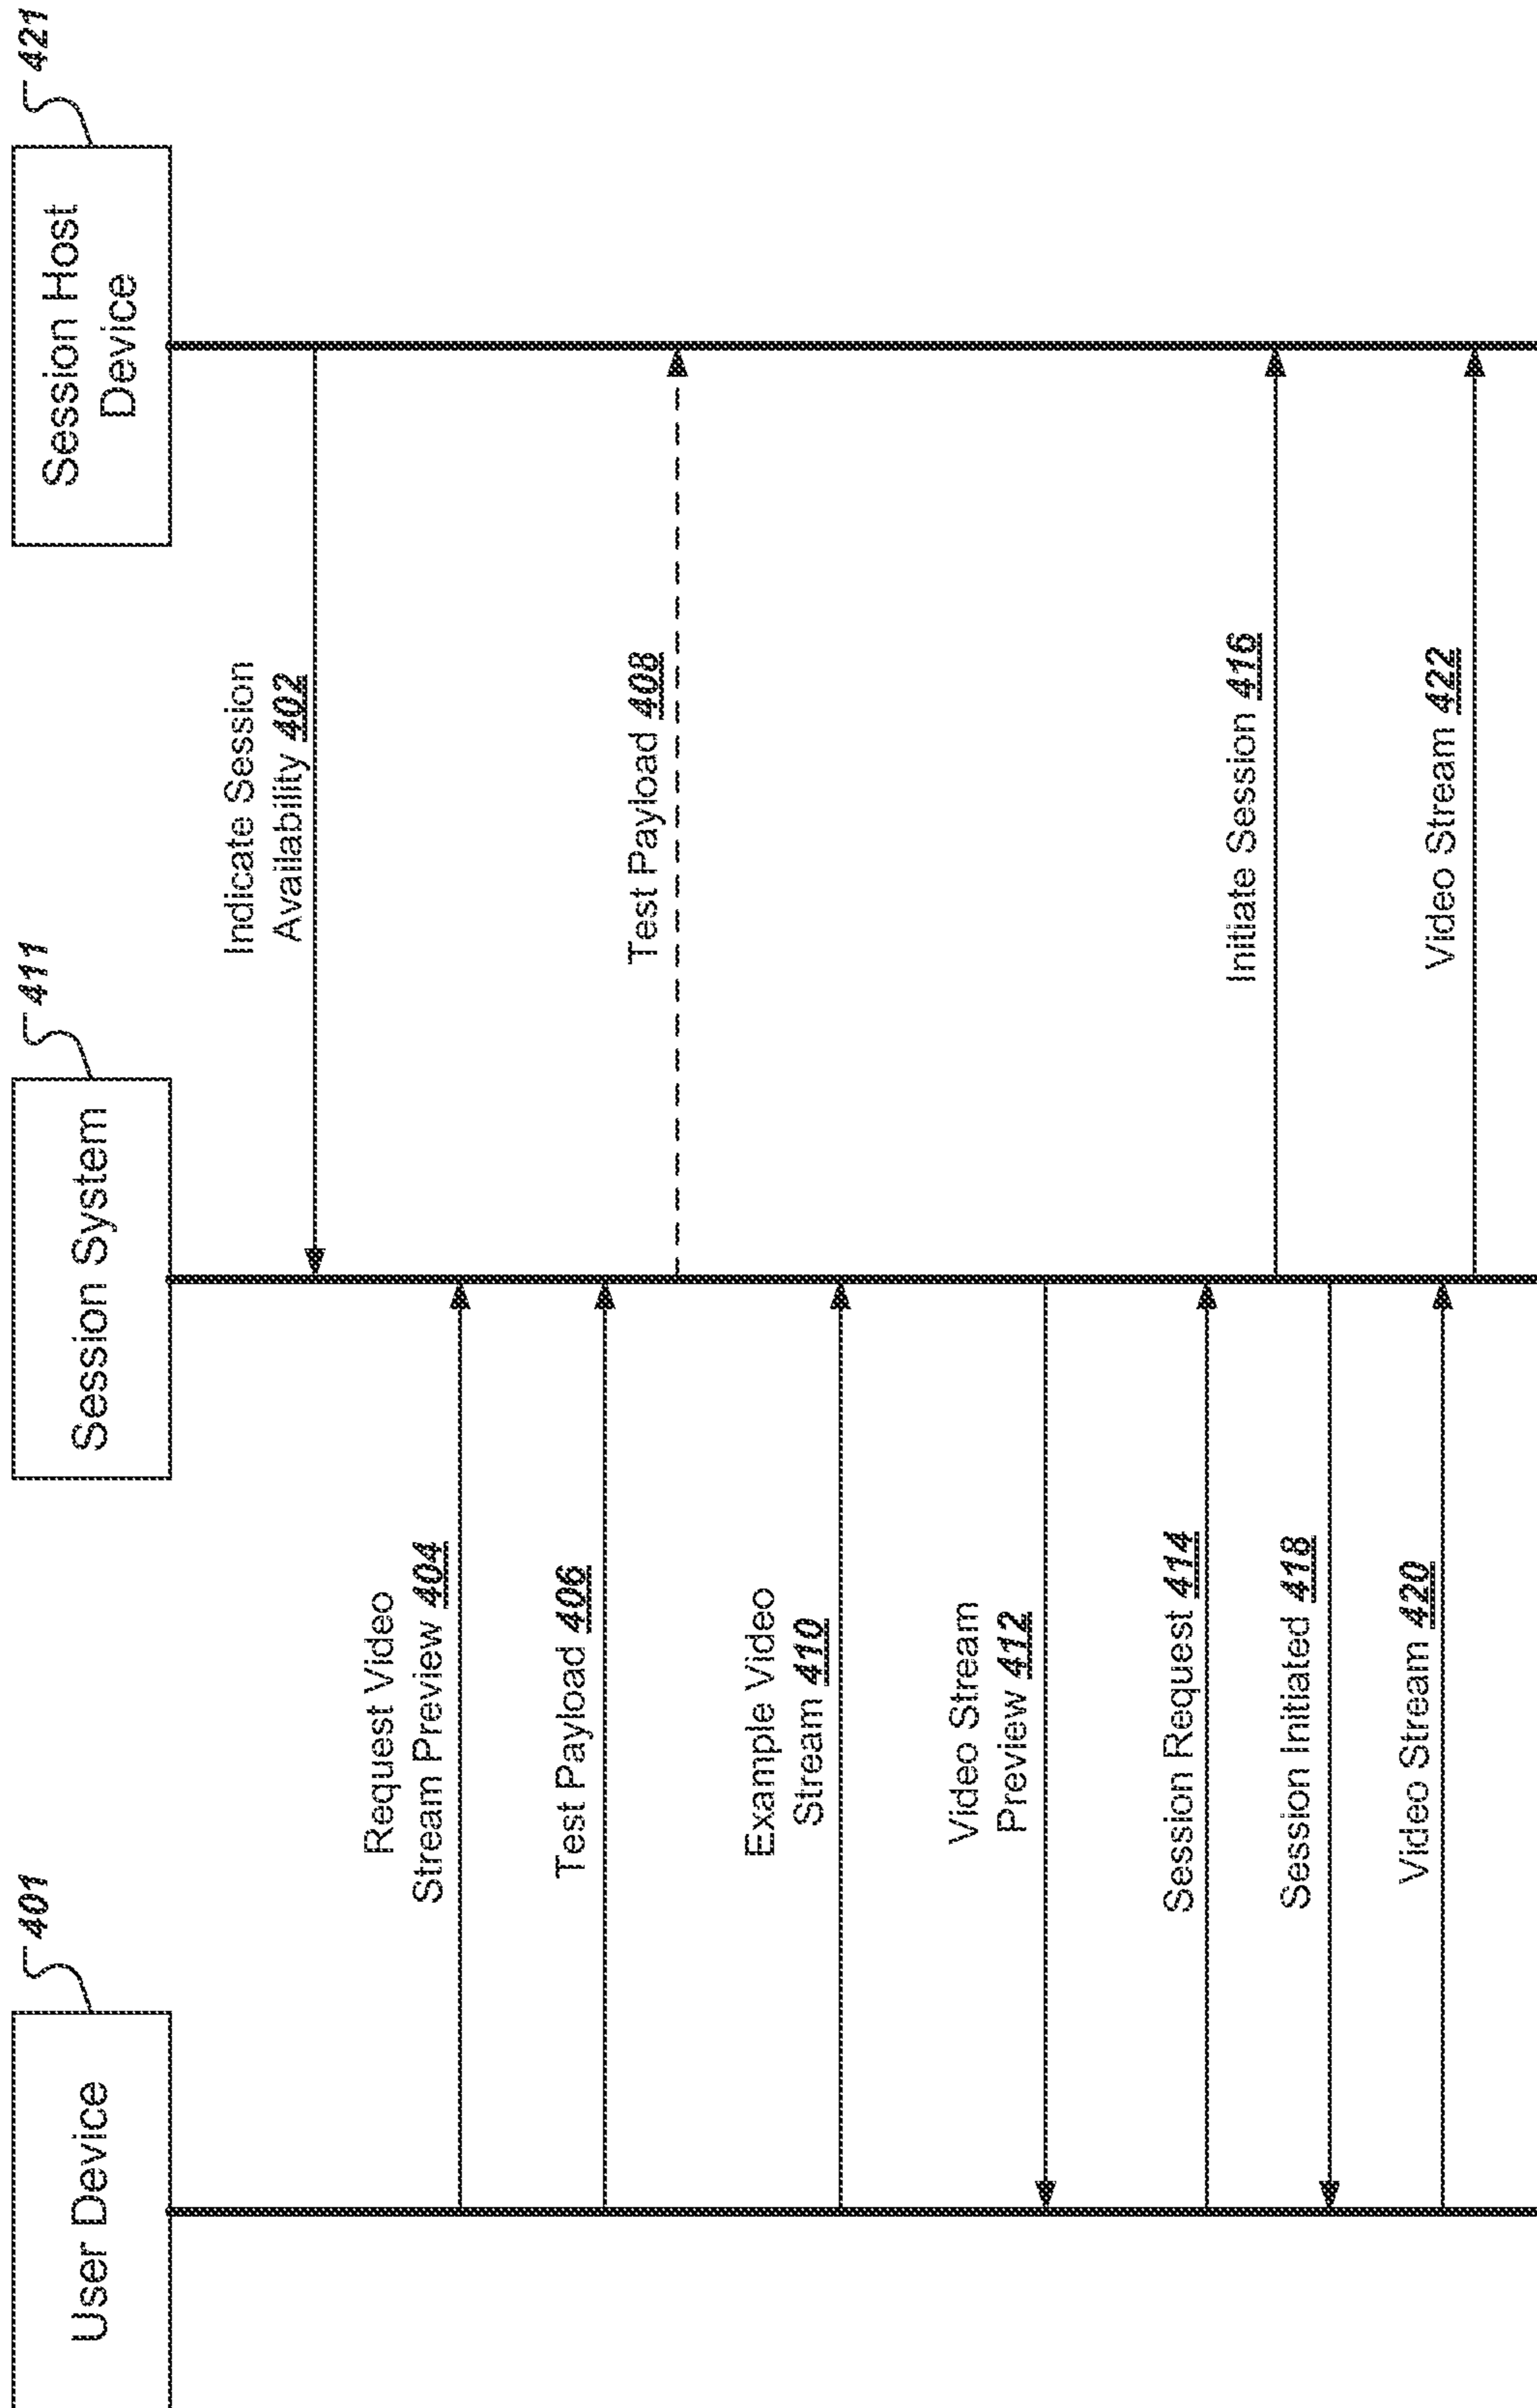 User Device
401
Session System
411
Session Host
Device
421
Indicate Session
Availability 402
Request Video
Stream Preview 404
Test Payload 406
Test Payload 408
Example Video
Stream 410
Video Stream
Preview 412
Session Request 414
Initiate Session 416
Session Initiated 418
Video Stream 420
Video Stream 422